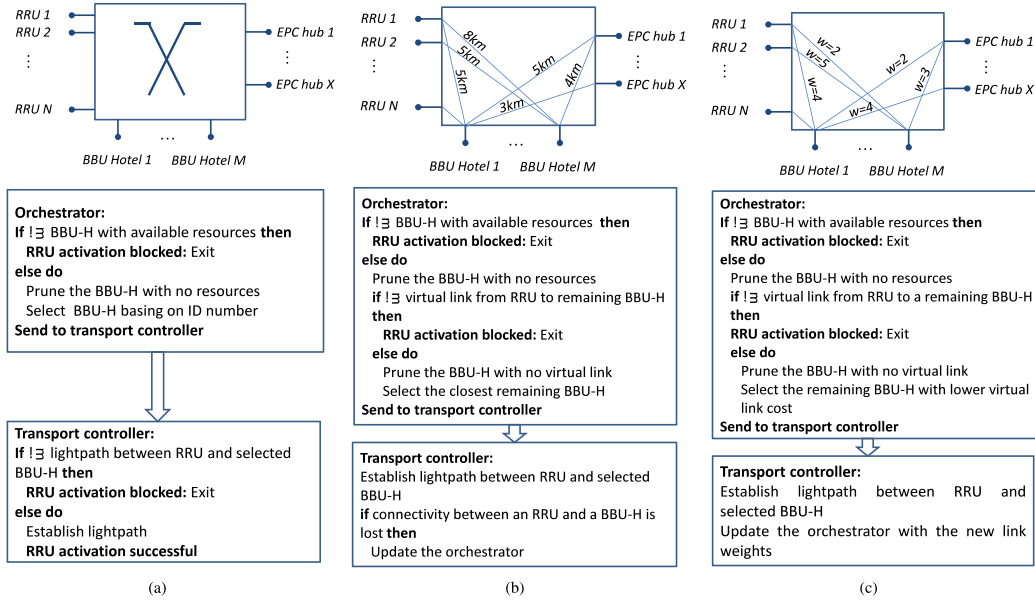 RRU 1
RRU 2
⋮
RRU N
EPC hub 1
⋮
EPC hub X
...
BBU Hotel 1 BBU Hotel M
Orchestrator:
If !∃ BBU-H with available resources then
RRU activation blocked: Exit
else do
Prune the BBU-H with no resources
Select BBU-H basing on ID number
Send to transport controller
Transport controller:
If !∃ lightpath between RRU and selected
BBU-H then
RRU activation blocked: Exit
else do
Establish lightpath
RRU activation successful
(a)
RRU 1
RRU 2
⋮
RRU N
8km
5km
5km
5km
4km
3km
EPC hub 1
⋮
EPC hub X
...
BBU Hotel 1 BBU Hotel M
Orchestrator:
If !∃ BBU-H with available resources then
RRU activation blocked: Exit
else do
Prune the BBU-H with no resources
if !∃ virtual link from RRU to remaining BBU-H
then
RRU activation blocked: Exit
else do
Prune the BBU-H with no virtual link
Select the closest remaining BBU-H
Send to transport controller
Transport controller:
Establish lightpath between RRU and selected
BBU-H
if connectivity between an RRU and a BBU-H is
lost then
Update the orchestrator
(b)
RRU 1
RRU 2
⋮
RRU N
w=2
w=5
w=4
w=2
w=3
w=4
EPC hub 1
⋮
EPC hub X
...
BBU Hotel 1 BBU Hotel M
Orchestrator:
If !∃ BBU-H with available resources then
RRU activation blocked: Exit
else do
Prune the BBU-H with no resources
if !∃ virtual link from RRU to a remaining BBU-H
then
RRU activation blocked: Exit
else do
Prune the BBU-H with no virtual link
Select the remaining BBU-H with lower virtual
link cost
Send to transport controller
Transport controller:
Establish lightpath between RRU and
selected BBU-H
Update the orchestrator with the new link
weights
(c)